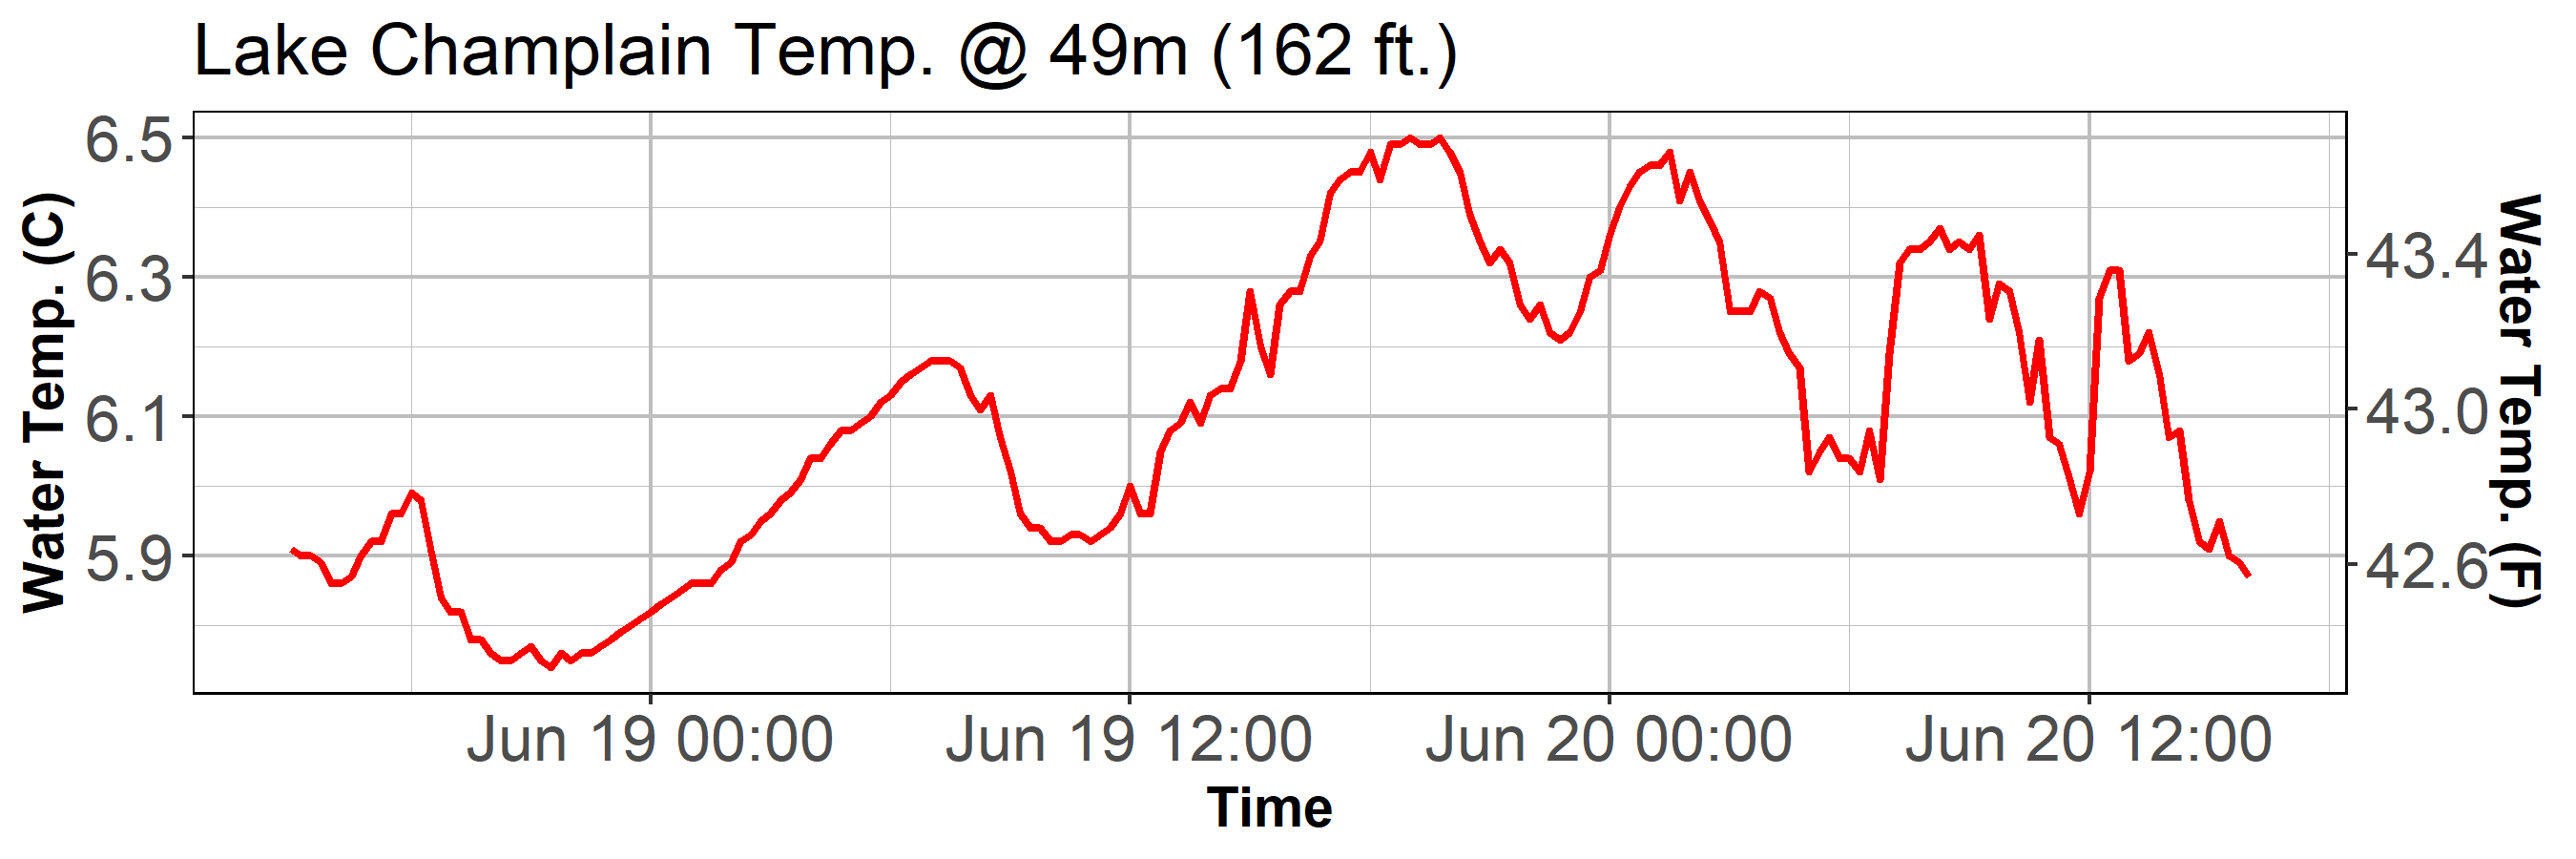 Lake Champlain Temp. @ 49m (162 ft.)
Water Temp. (C)
6.5
6.3
6.1
5.9
43.4
43.0
42.6
Water Temp. (F)
Jun 19 00:00 Jun 19 12:00 Jun 20 00:00 Jun 20 12:00
Time